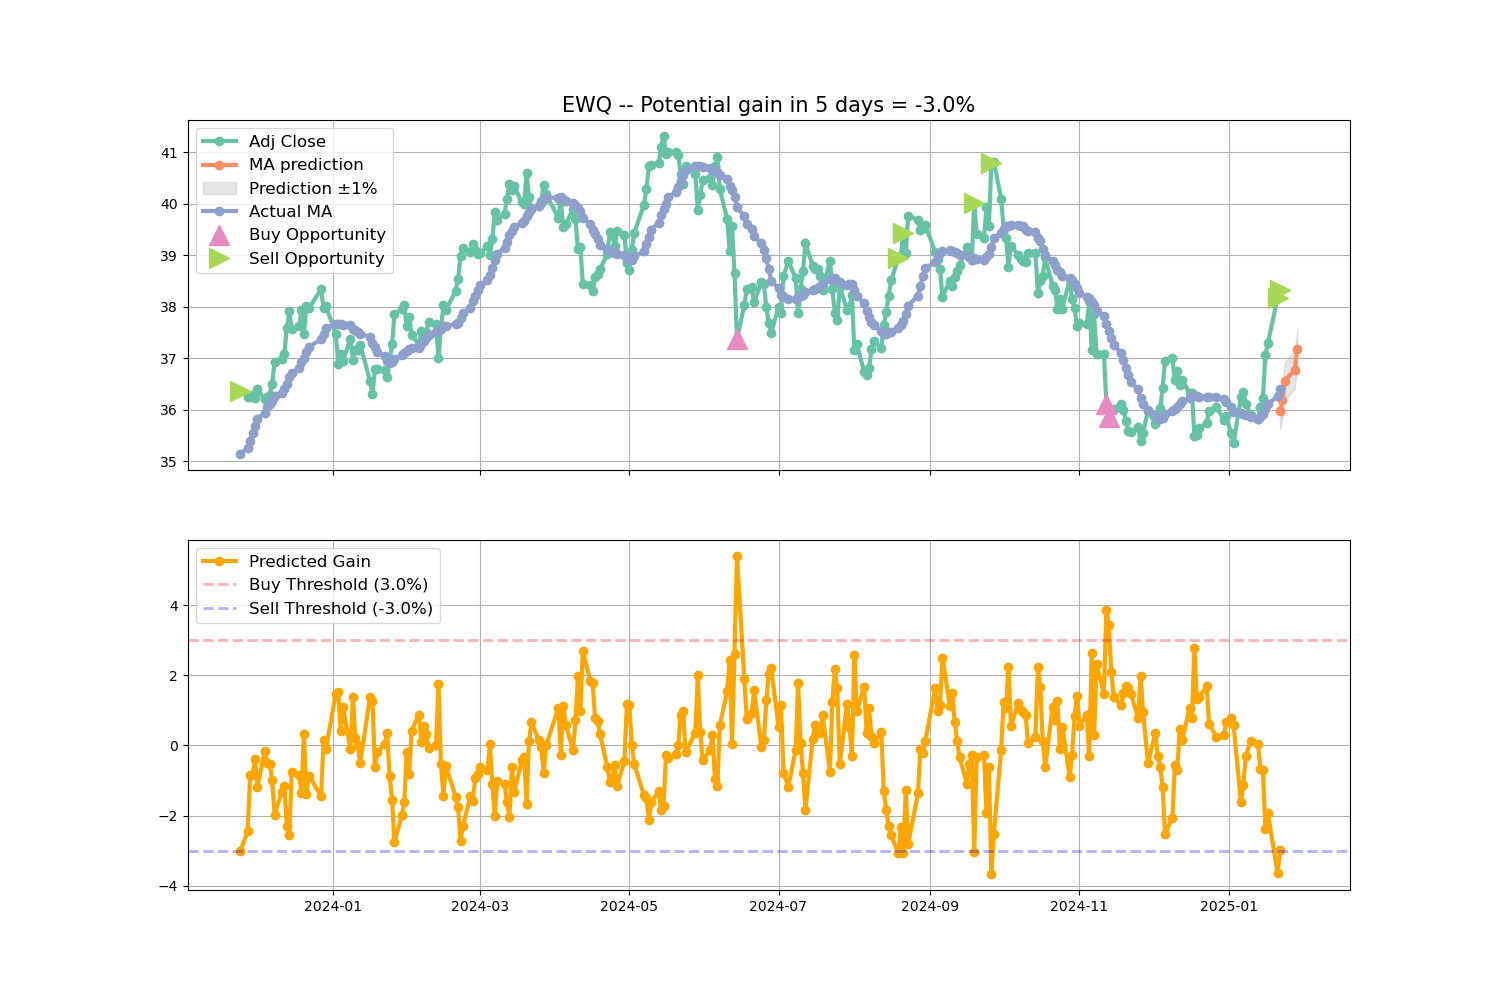 EWQ -- Potential gain in 5 days = -3.0%
Adj Close
MA prediction
Prediction ±1%
Actual MA
Buy Opportunity
Sell Opportunity
41
40
39
38
37
36
35
Predicted Gain
Buy Threshold (3.0%)
Sell Threshold (-3.0%)
4
2
0
−2
−4
2024-01
2024-03
2024-05
2024-07
2024-09
2024-11
2025-01